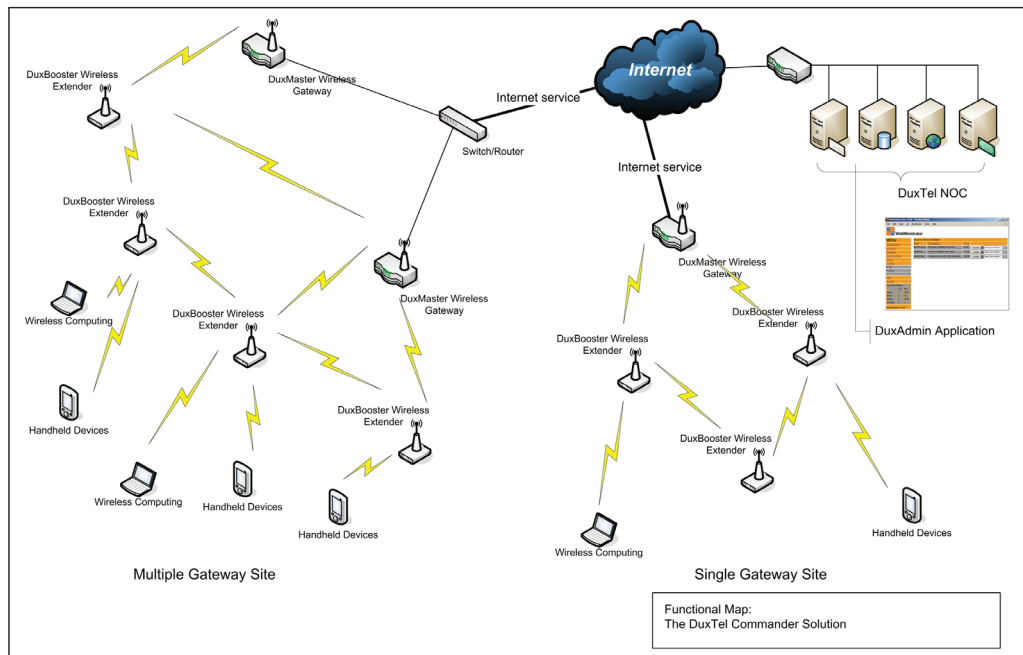 DuxBooster Wireless
Extender
DuxMaster Wireless
Gateway
Internet
Internet service
Switch/Router
Internet service
DuxTel NOC
DuxBooster Wireless
Extender
DuxMaster Wireless
Gateway
DuxMaster Wireless
Gateway
WebMinistrator
MENU
DuxAdmin Application
Wireless Computing
DuxBooster Wireless
Extender
DuxBooster Wireless
Extender
DuxBooster Wireless
Extender
Handheld Devices
DuxBooster Wireless
Extender
DuxBooster Wireless
Extender
Wireless Computing
Handheld Devices
Handheld Devices
Wireless Computing
Handheld Devices
Multiple Gateway Site
Single Gateway Site
Functional Map:
The DuxTel Commander Solution